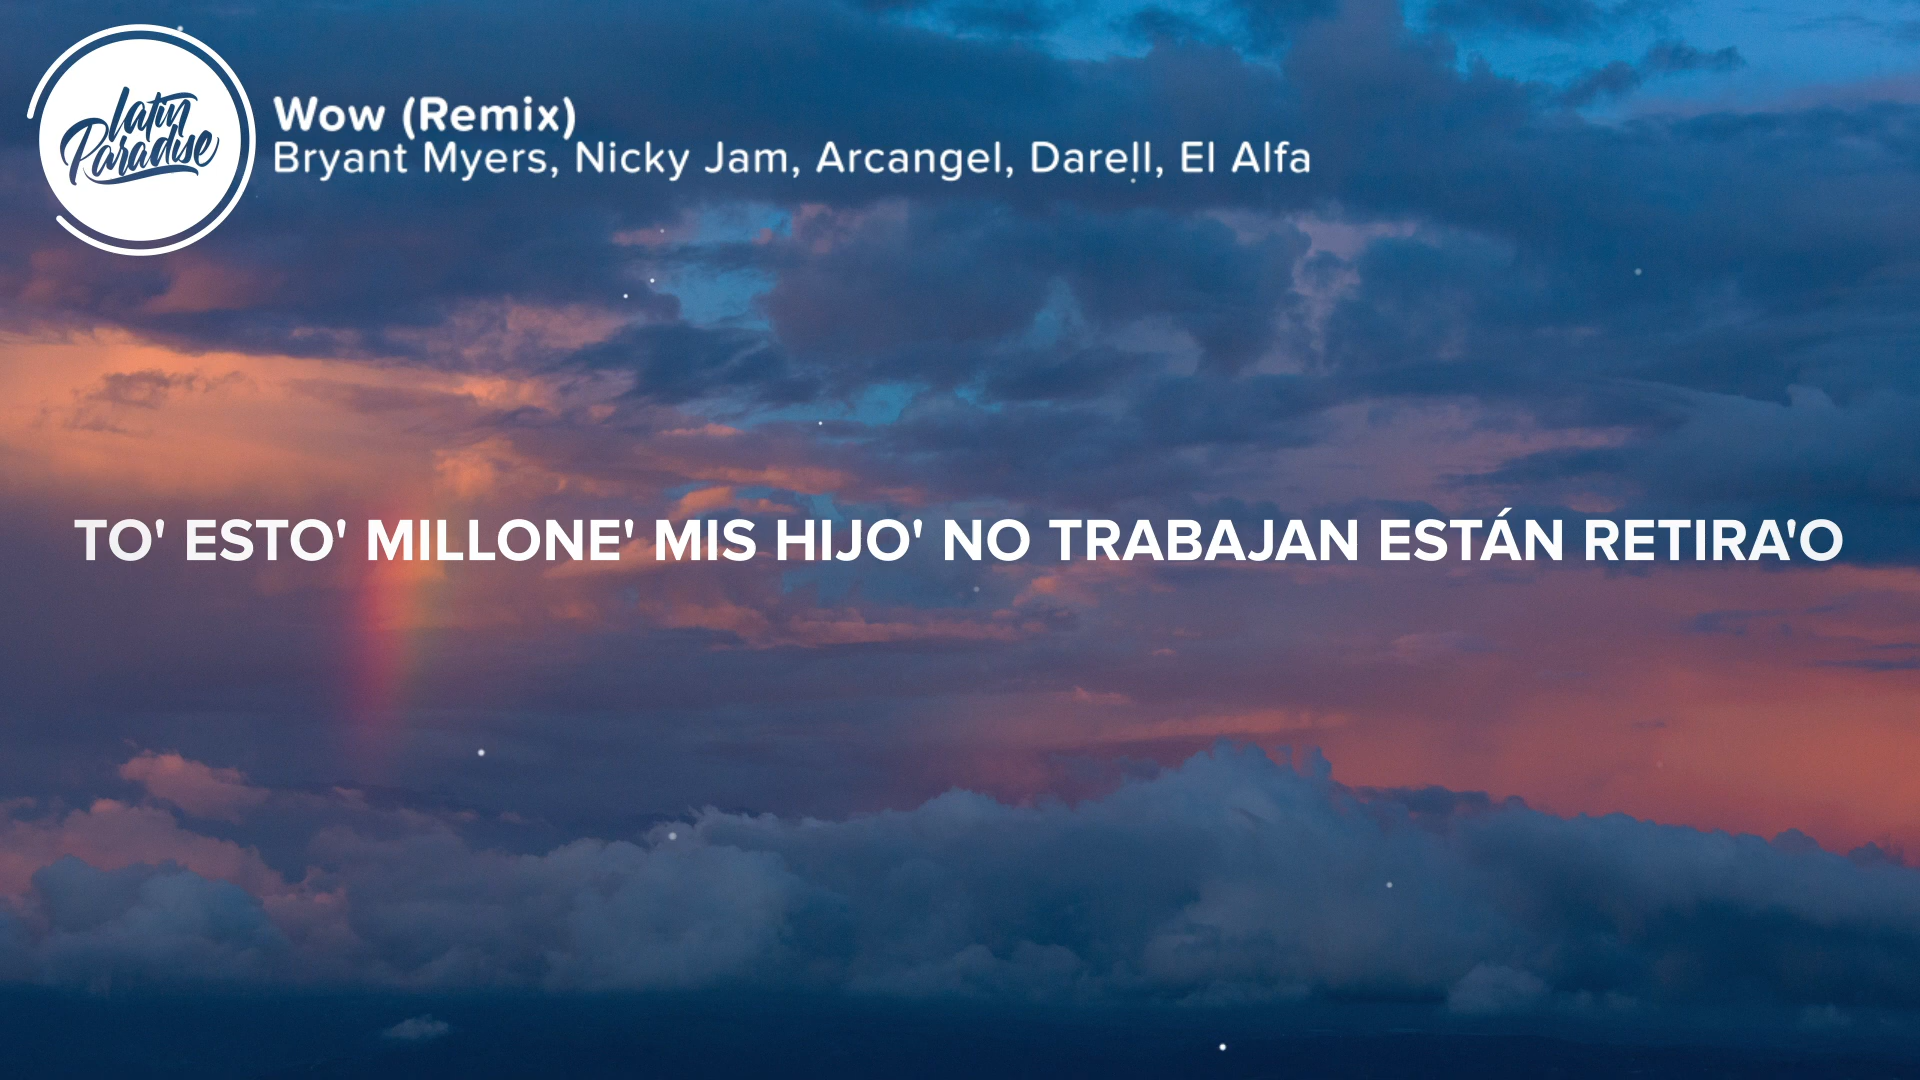 latin
Paradise
Wow (Remix)
Bryant Myers, Nicky Jam, Arcangel, Darell, El Alfa
TO' ESTO' MILLONE' MIS HIJO' NO TRABAJAN ESTÁN RETIRA'O